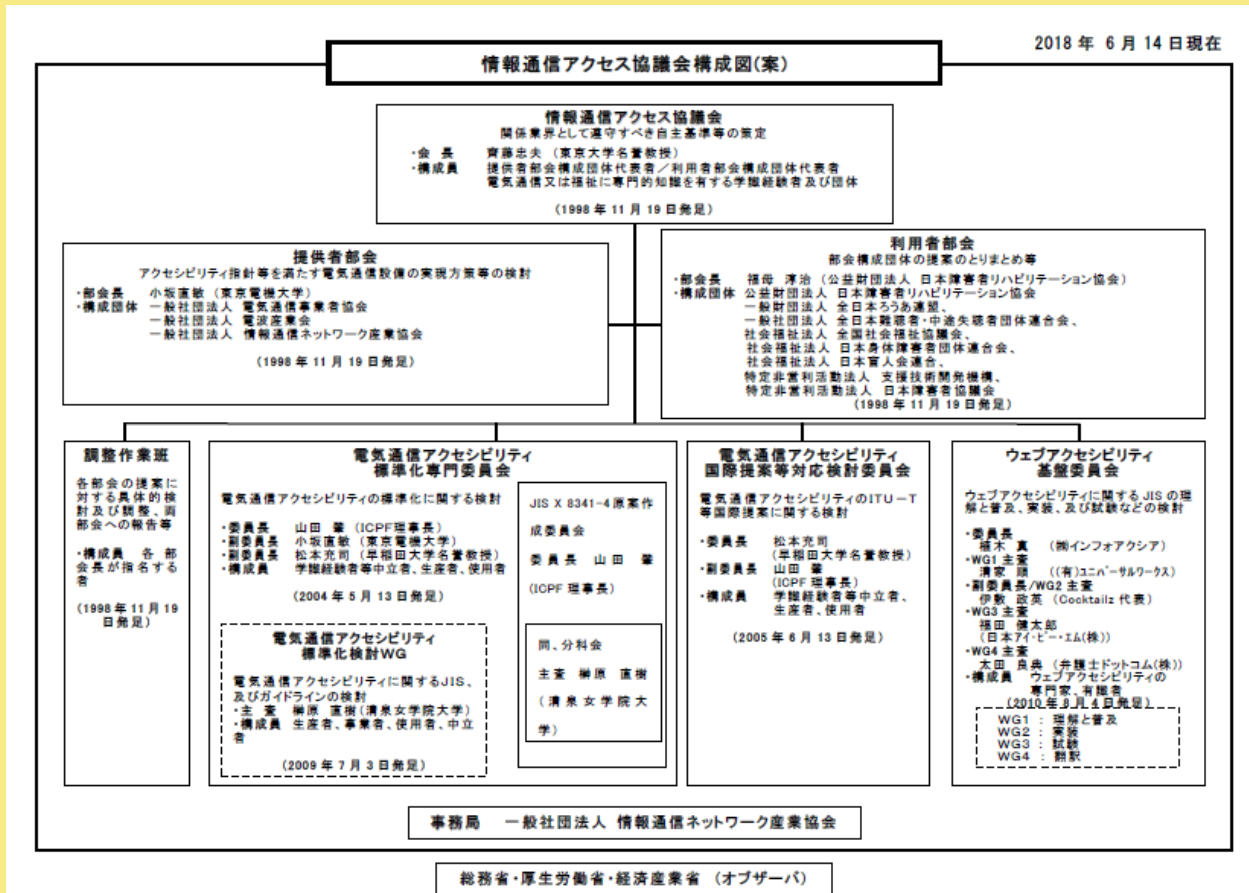 2018 年 6 月 14 日現在
情報通信アクセス協議会構成図(案)
情報通信アクセス協議会
関係業界として遵守すべき自主基準等の策定
・会 長 齊藤忠夫 (東京大学名誉教授)
・構成員 提供者部会構成団体代表者/利用者部会構成団体代表者
電気通信又は福祉に専門的知識を有する学識経験者及び団体
(1998 年 11 月 19 日発足)
提供者部会
アクセシビリティ指針等を満たす電気通信設備の実現方策等の検討
・部会長 小坂直敏 (東京電機大学)
・構成団体 一般社団法人 電気通信事業者協会
一般社団法人 電波産業会
一般社団法人 情報通信ネットワーク産業協会
(1998 年 11 月 19 日発足)
利用者部会
部会構成団体の提案のとりまとめ等
・部会長 福母 淳治 (公益財団法人 日本障害者リハビリテーション協会)
・構成団体 公益財団法人 日本障害者リハビリテーション協会
一般財団法人 全日本ろうあ連盟、
一般社団法人 全日本難聴者・中途失聴者団体連合会、
社会福祉法人 全国社会福祉協議会、
社会福祉法人 日本身体障害者団体連合会、
社会福祉法人 日本盲人会連合、
特定非営利活動法人 支援技術開発機構、
特定非営利活動法人 日本障害者協議会
(1998 年 11 月 19 日発足)
調整作業班
各部会の提案に
対する具体的検
討及び調整、両
部会への報告等
・構成員 各 部
会長が指名する
者
(1998 年 11 月 19
日発足)
電気通信アクセシビリティ
標準化専門委員会
電気通信アクセシビリティの標準化に関する検討
・委員長 山田 肇 (ICPF理事長)
・副委員長 小坂直敏 (東京電機大学)
・副委員長 松本充司 (早稲田大学名誉教授)
・構成員 学識経験者等中立者、生産者、使用者
(2004 年 5 月 13 日発足)
電気通信アクセシビリティ
標準化検討WG
電気通信アクセシビリティに関するJIS、
及びガイドラインの検討
・主 査 榊原 直樹(清泉女学院大学)
・構成員 生産者、事業者、使用者、中立
者
(2009 年 7 月 3 日発足)
JIS X 8341-4 原案作
成委員会
委員長 山田 肇
(ICPF 理事長)
同、分科会
主査 榊原 直樹
(清泉女学院大
学)
電気通信アクセシビリティ
国際提案等対応検討委員会
電気通信アクセシビリティのITU-T
等国際提案に関する検討
・委員長 松本充司
(早稲田大学名誉教授)
・副委員長 山田 肇
(ICPF 理事長)
・構成員 学識経験者等中立者、
生産者、使用者
(2005 年 6 月 13 日発足)
ウェブアクセシビリティ
基盤委員会
ウェブアクセシビリティに関する JIS の理
解と普及、実装、及び試験などの検討
・委員長
植木 真 (㈱インフォアクシア)
・WG1 主査
清家 順 ((有)ユニバーサルワークス)
・副委員長/WG2 主査
伊敷 政英 (Cocktailz 代表)
・WG3 主査
福田 健太郎
(日本アイ・ビー・エム(株))
・WG4 主査
太田 良典 (弁護士ドットコム(株))
・構成員 ウェブアクセシビリティの
専門家、有識者
(2010 年 8 月 4 日発足)
WG1 : 理解と普及
WG2 : 実装
WG3 : 試験
WG4 : 翻訳
事務局 一般社団法人 情報通信ネットワーク産業協会
総務省・厚生労働省・経済産業省 (オブザーバ)